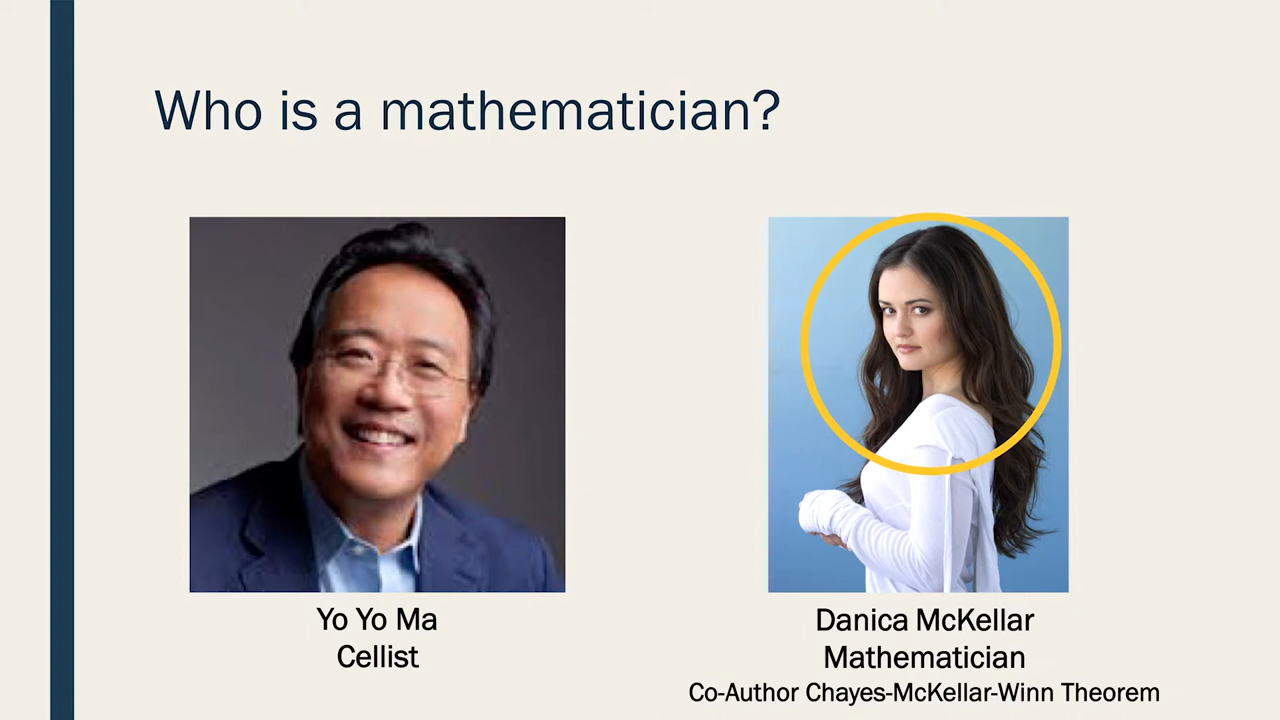 Who is a mathematician?
Yo Yo Ma
Cellist
Danica McKellar
Mathematician
Co-Author Chayes-McKellar-Winn Theorem